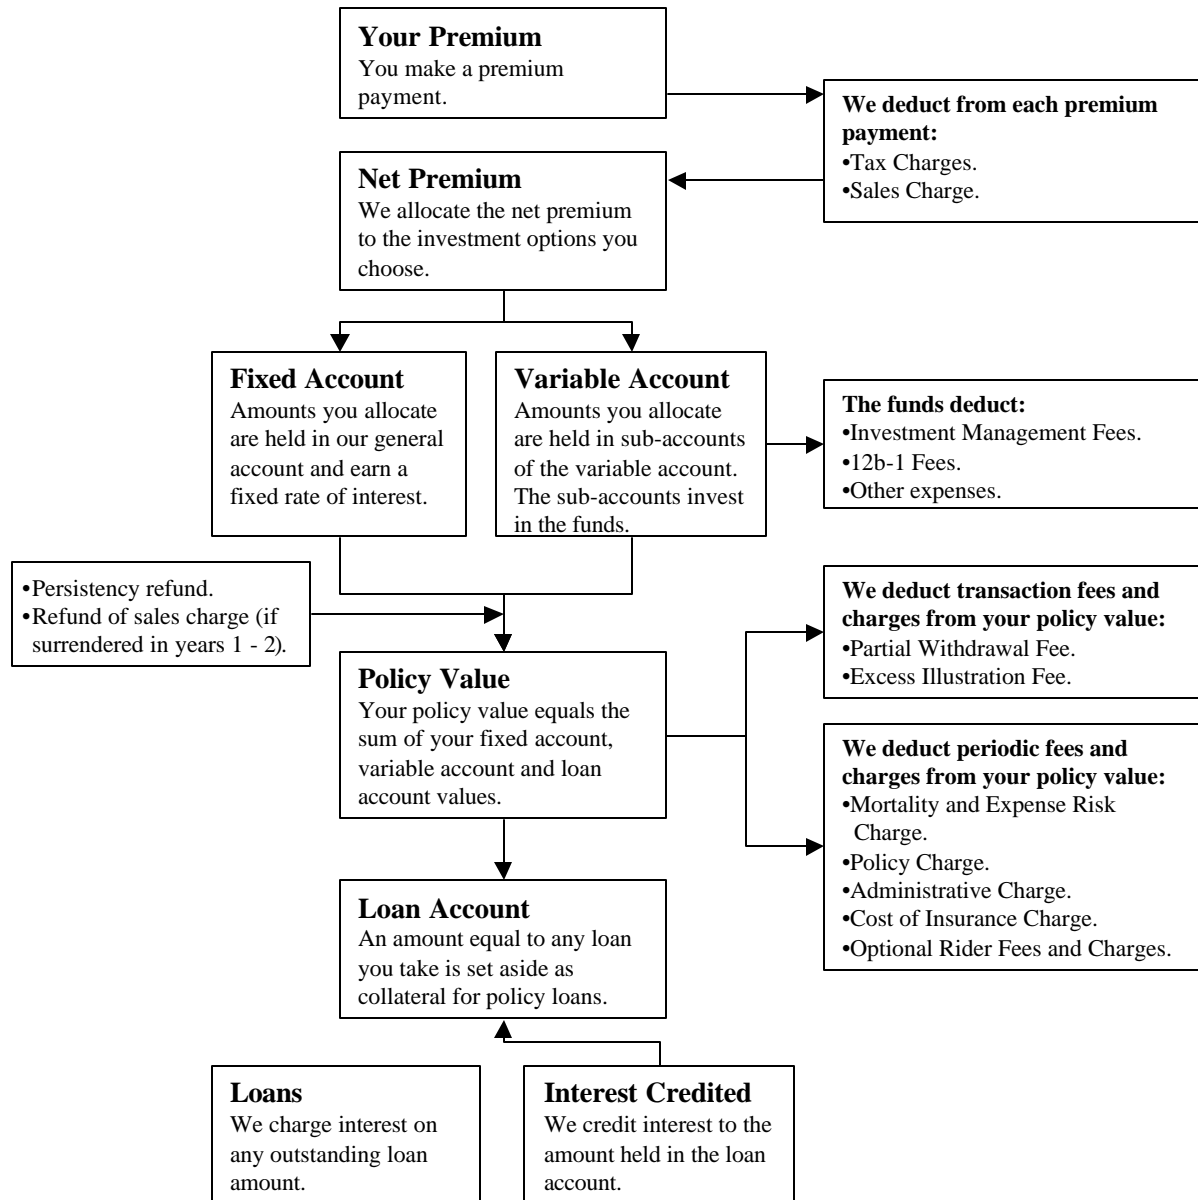 Your Premium
You make a premium
payment.
We deduct from each premium
payment:
•Tax Charges.
•Sales Charge.
Net Premium
We allocate the net premium
to the investment options you
choose.
Fixed Account
Amounts you allocate
are held in our general
account and earn a
fixed rate of interest.
Variable Account
Amounts you allocate
are held in sub-accounts
of the variable account.
The sub-accounts invest
in the funds.
The funds deduct:
•Investment Management Fees.
•12b-1 Fees.
•Other expenses.
•Persistency refund.
•Refund of sales charge (if
surrendered in years 1 - 2).
We deduct transaction fees and
charges from your policy value:
•Partial Withdrawal Fee.
•Excess Illustration Fee.
Policy Value
Your policy value equals the
sum of your fixed account,
variable account and loan
account values.
We deduct periodic fees and
charges from your policy value:
•Mortality and Expense Risk
Charge.
•Policy Charge.
•Administrative Charge.
•Cost of Insurance Charge.
•Optional Rider Fees and Charges.
Loan Account
An amount equal to any loan
you take is set aside as
collateral for policy loans.
Loans
We charge interest on
any outstanding loan
amount.
Interest Credited
We credit interest to the
amount held in the loan
account.